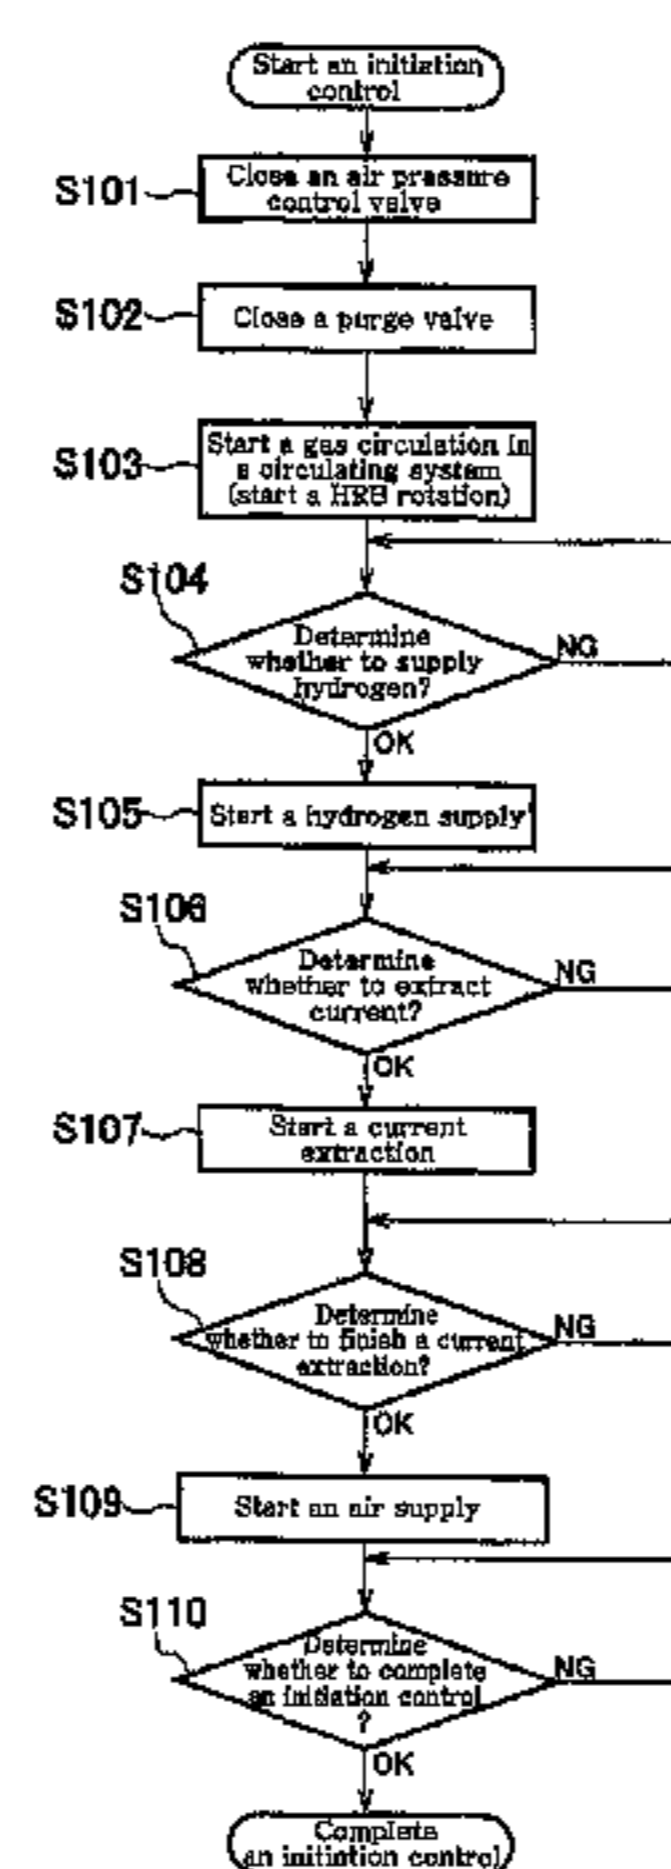 Start an initiation
control
S101
Close an air pressure
control valve
S102
Close a purge valve
S103
Start a gas circulation in
a circulating system
(start a HRB rotation)
S104
Determine
whether to supply
hydrogen?
NG
OK
S105
Start a hydrogen supply
S106
Determine
whether to extract
current?
NG
OK
S107
Start a current
extraction
S108
Determine
whether to finish a current
extraction?
NG
OK
S109
Start an air supply
S110
Determine
whether to complete
an initiation control
?
NG
OK
Complete
an initiation control